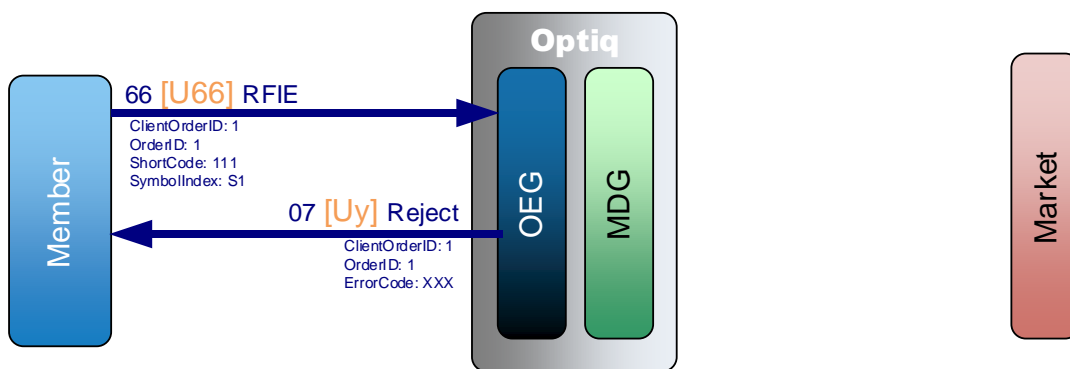 Optiq
66 [U66] RFIE
ClientOrderID: 1
OrderID: 1
ShortCode: 111
SymbolIndex: S1
07 [Uy] Reject
ClientOrderID: 1
OrderID: 1
ErrorCode: XXX
Member
OEG
MDG
Market